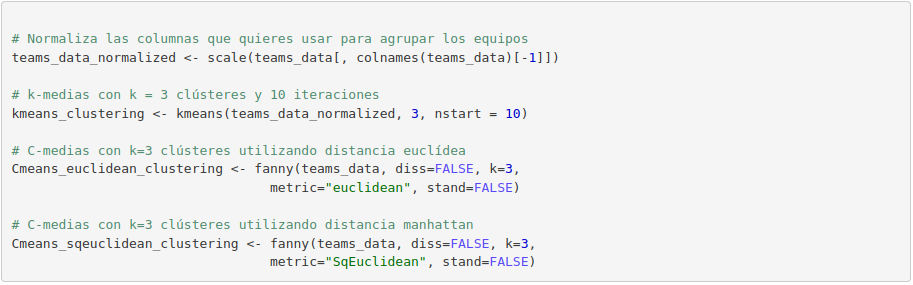 # Normaliza las columnas que quieres usar para agrupar los equipos
teams_data_normalized <- scale(teams_data[, colnames(teams_data)[-1]])
# k-medias con k = 3 clústeres y 10 iteraciones
kmeans_clustering <- kmeans(teams_data_normalized, 3, nstart = 10)
# C-medias con k=3 clústeres utilizando distancia euclídea
Cmeans_euclidean_clustering <- fanny(teams_data, diss=FALSE, k=3,
metric="euclidean", stand=FALSE)
# C-medias con k=3 clústeres utilizando distancia manhattan
Cmeans_sqeuclidean_clustering <- fanny(teams_data, diss=FALSE, k=3,
metric="SqEuclidean", stand=FALSE)